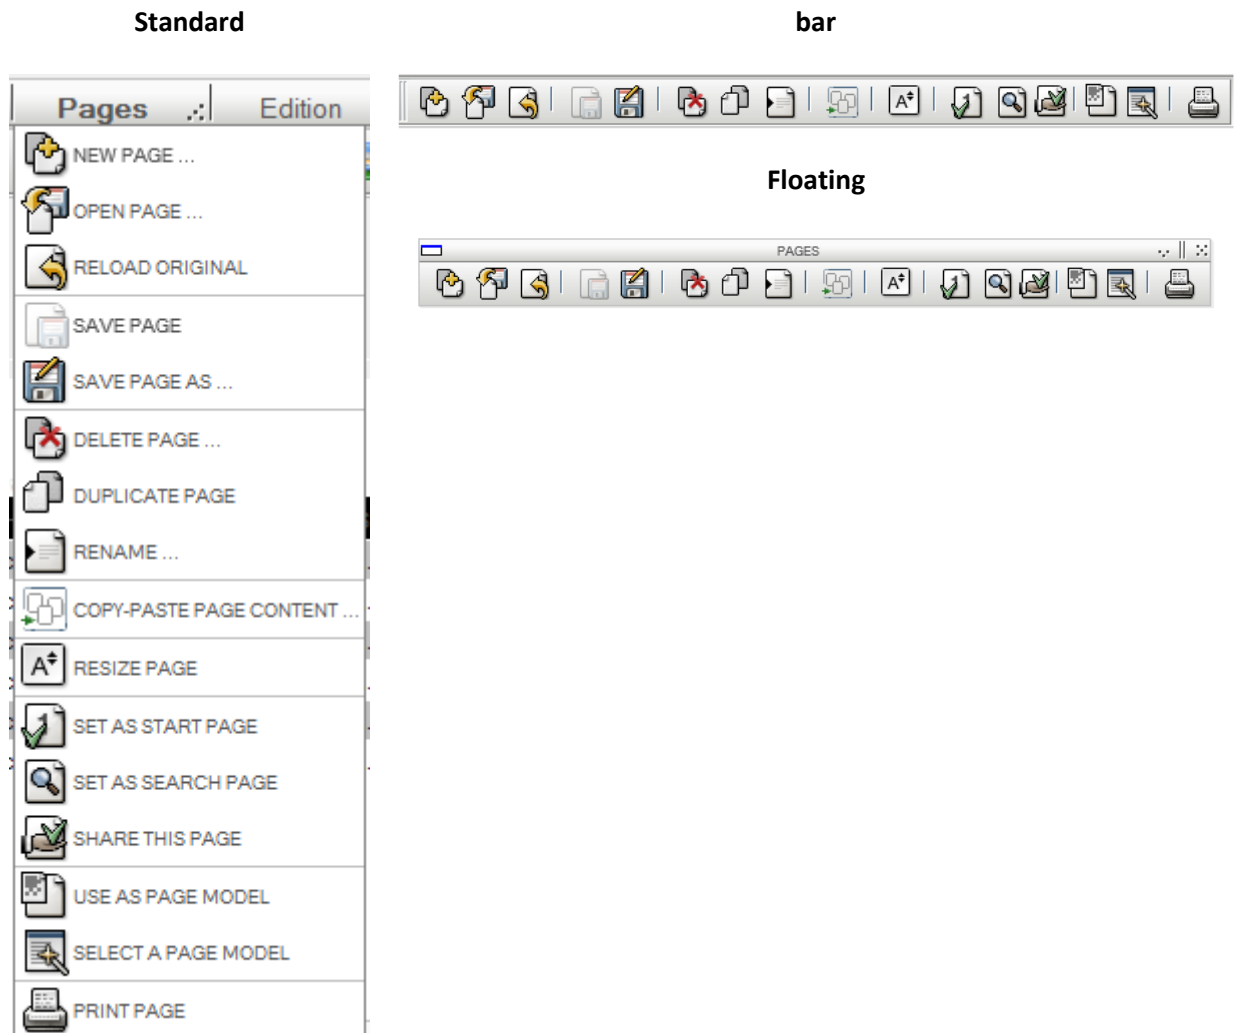 Standard
bar
Pages
Edition
NEW PAGE ...
OPEN PAGE ...
RELOAD ORIGINAL
SAVE PAGE
SAVE PAGE AS ...
DELETE PAGE ...
DUPLICATE PAGE
RENAME ...
COPY-PASTE PAGE CONTENT ...
RESIZE PAGE
SET AS START PAGE
SET AS SEARCH PAGE
SHARE THIS PAGE
USE AS PAGE MODEL
SELECT A PAGE MODEL
PRINT PAGE
Floating
PAGES